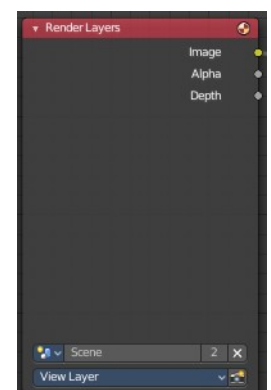 Render Layers
Image
Alpha
Depth
Scene 2
View Layer